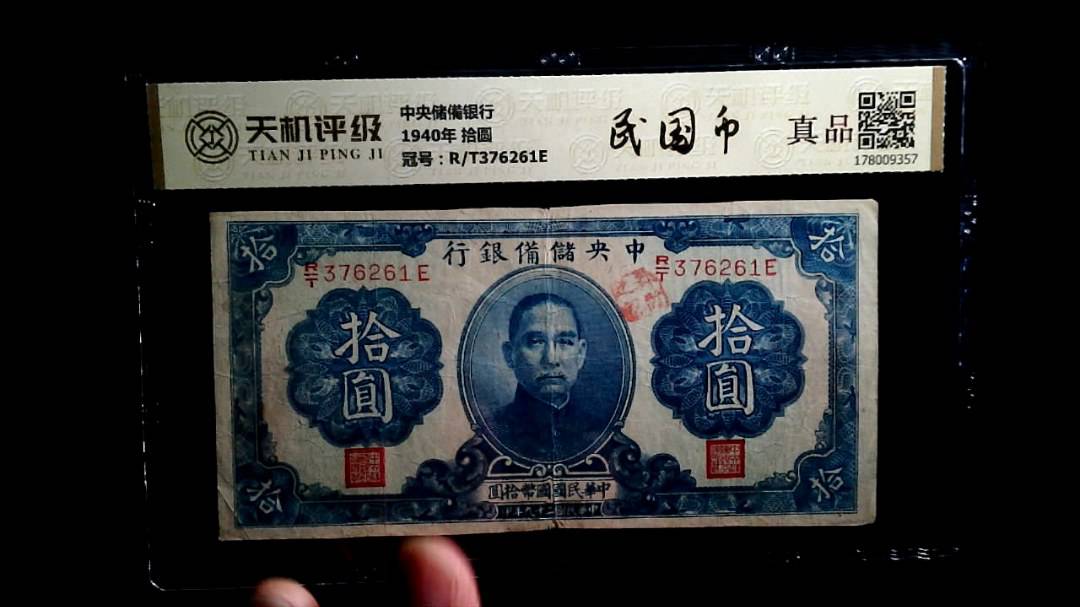 天机评级
TIAN JI PING JI
中央储備银行
1940年 拾圆
冠号：R/T376261E
民国币
真品
178009357
行銀備儲央中
拾
拾
R/T 376261E
R/T 376261E
拾圓
拾圓
圓拾幣國國民華中
拾
拾